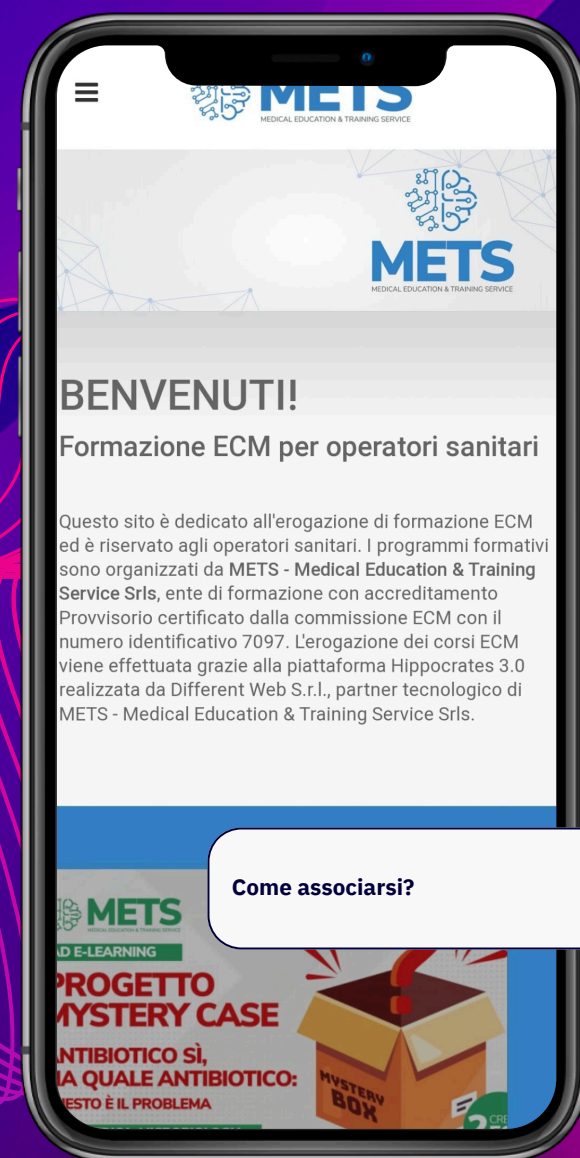 METS
MEDICAL EDUCATION & TRAINING SERVICE
METS
MEDICAL EDUCATION & TRAINING SERVICE
BENVENUTI!
Formazione ECM per operatori sanitari
Questo sito è dedicato all'erogazione di formazione ECM
ed è riservato agli operatori sanitari. I programmi formativi
sono organizzati da METS - Medical Education & Training
Service Srls, ente di formazione con accreditamento
Provvisorio certificato dalla commissione ECM con il
numero identificativo 7097. L'erogazione dei corsi ECM
viene effettuata grazie alla piattaforma Hippocrates 3.0
realizzata da Different Web S.r.l., partner tecnologico di
METS - Medical Education & Training Service Srls.
Come associarsi?
METS
MEDICAL EDUCATION & TRAINING SERVICE
AD E-LEARNING
PROGETTO
MYSTERY CASE
NTIBIOTICO SÌ,
A QUALE ANTIBIOTICO:
ESTO È IL PROBLEMA
MYSTERY
BOX